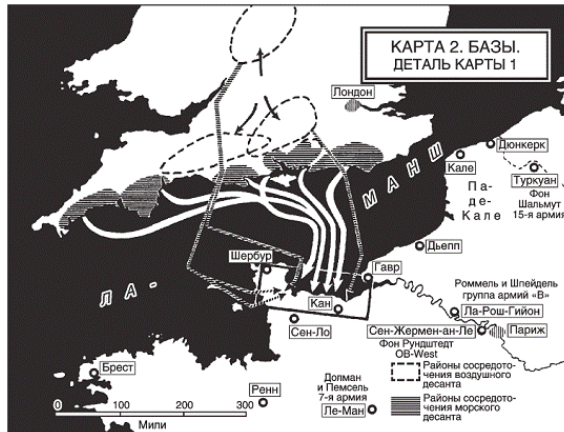 КАРТА 2. БАЗЫ.
ДЕТАЛЬ КАРТЫ 1
Лондон
Дюнкерк
Кале
Туркуан
Фон
Шальмут
15-я армия
Па-
де-
Кале
ЛА-
МАНШ
Дьепп
Шербур
Гавр
Кан
Сен-Ло
Роммель и Шпейдель
группа армий «В»
Ла-Рош-Гийон
Сен-Жермен-ан-Ле
Париж
Фон Рундштедт
OB-West
Брест
Ренн
Долман
и Пемсель
7-я армия
Ле-Ман
Районы сосредото-
чения воздушного
десанта
Районы сосредото-
чения морского
десанта
0 100 200 300
Мили